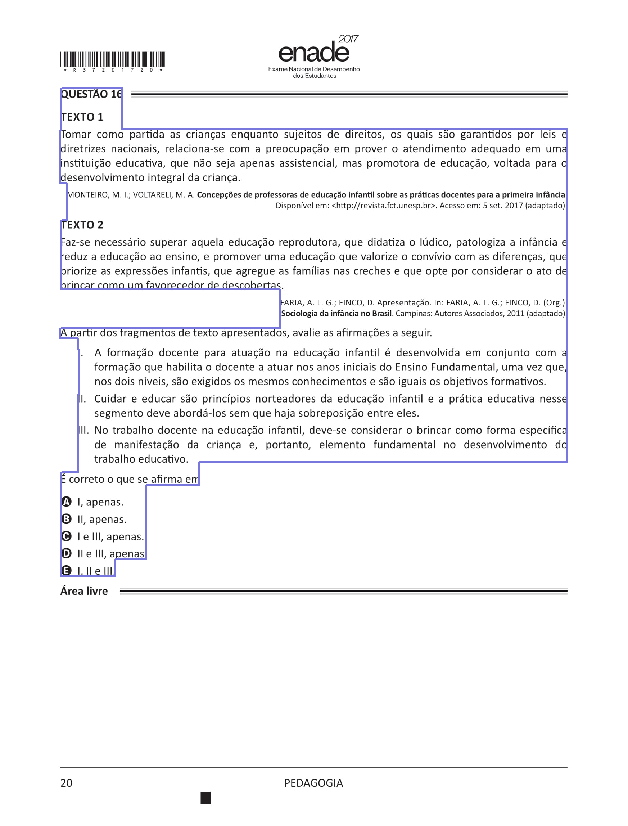 2017
enade
Exame Nacional de Desempenho
dos Estudantes
*R3720172 0*
QUESTÃO 16
TEXTO 1
Tomar como partida as crianças enquanto sujeitos de direitos, os quais são garantidos por leis e
diretrizes nacionais, relaciona-se com a preocupação em prover o atendimento adequado em uma
instituição educativa, que não seja apenas assistencial, mas promotora de educação, voltada para o
desenvolvimento integral da criança.
MONTEIRO, M. I.; VOLTARELI, M. A. Concepções de professoras de educação infantil sobre as práticas docentes para a primeira infância
Disponível em: <http://revista.fct.unesp.br>. Acesso em: 5 set. 2017 (adaptado)
TEXTO 2
Faz-se necessário superar aquela educação reprodutora, que didatiza o lúdico, patologiza a infância e
reduz a educação ao ensino, e promover uma educação que valorize o convívio com as diferenças, que
priorize as expressões infantis, que agregue as famílias nas creches e que opte por considerar o ato de
brincar como um favorecedor de descobertas.
FARIA, A. L. G.; FINCO, D. Apresentação. In: FARIA, A. L. G.; FINCO, D. (Org.)
Sociologia da infância no Brasil. Campinas: Autores Associados, 2011 (adaptado)
A partir dos fragmentos de texto apresentados, avalie as afirmações a seguir.
I. A formação docente para atuação na educação infantil é desenvolvida em conjunto com a
formação que habilita o docente a atuar nos anos iniciais do Ensino Fundamental, uma vez que,
nos dois níveis, são exigidos os mesmos conhecimentos e são iguais os objetivos formativos.
II. Cuidar e educar são princípios norteadores da educação infantil e a prática educativa nesse
segmento deve abordá-los sem que haja sobreposição entre eles.
III. No trabalho docente na educação infantil, deve-se considerar o brincar como forma específica
de manifestação da criança e, portanto, elemento fundamental no desenvolvimento do
trabalho educativo.
É correto o que se afirma em
A I, apenas.
B II, apenas.
C I e III, apenas.
D II e III, apenas
E I, II e III
Área livre
20 PEDAGOGIA